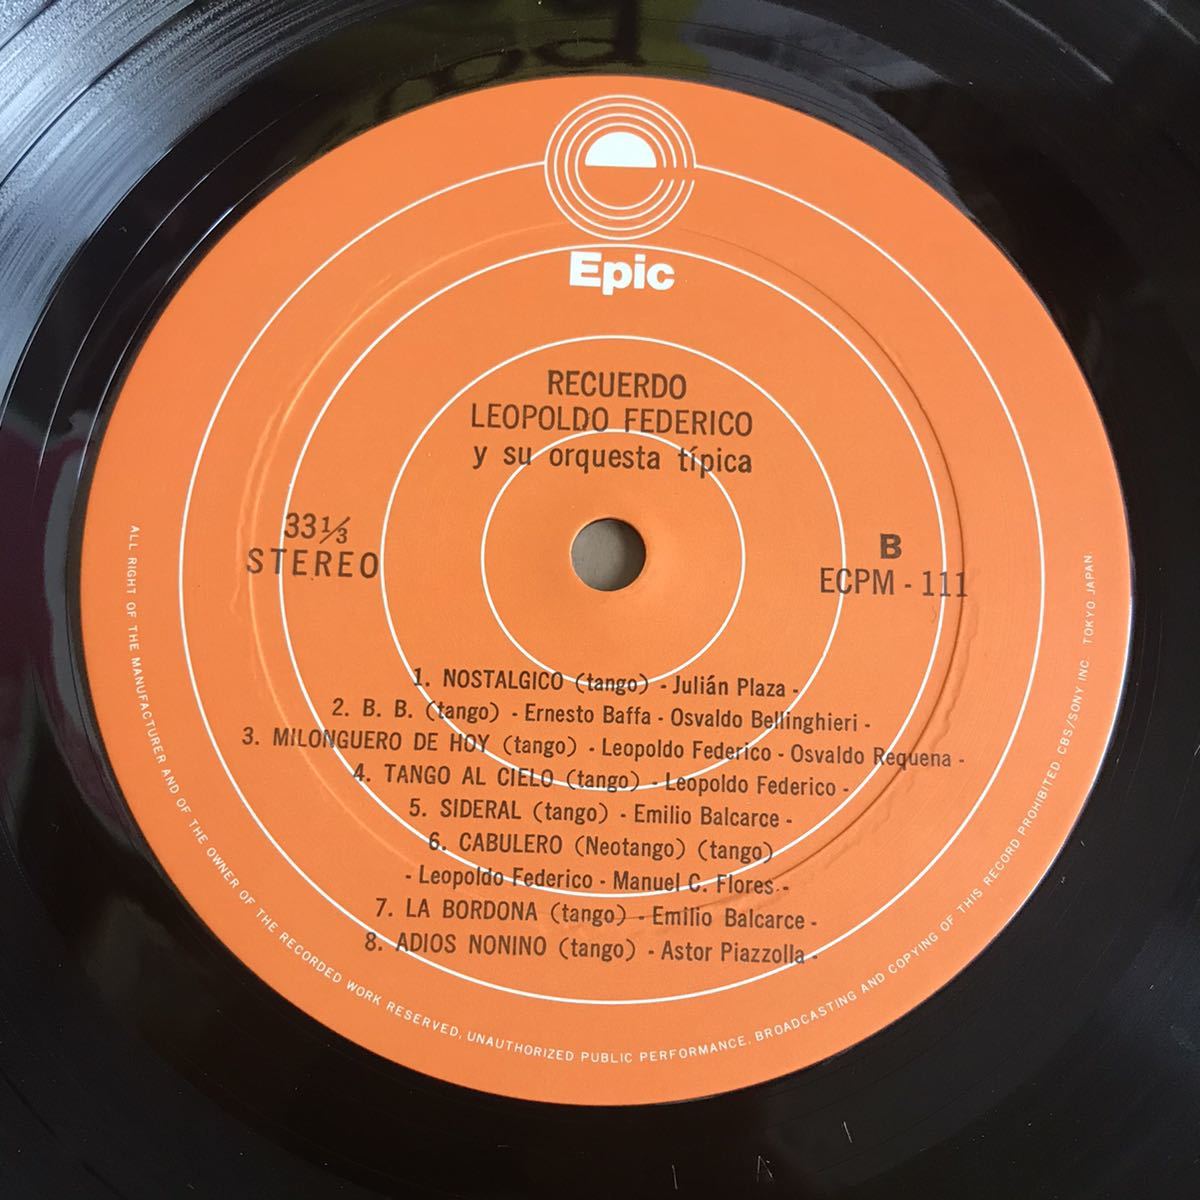 Epic
RECUERDO
LEOPOLDO FEDERICO
y su orquesta típica
33⅓
STEREO
B
ECPM - 111
1. NOSTALGICO (tango) - Julián Plaza -
2. B. B. (tango) - Ernesto Baffa - Osvaldo Bellinghieri -
3. MILONGUERO DE HOY (tango) - Leopoldo Federico - Osvaldo Requena -
4. TANGO AL CIELO (tango) - Leopoldo Federico -
5. SIDERAL (tango) - Emilio Balcarce -
6. CABULERO (Neotango) (tango)
- Leopoldo Federico - Manuel C. Flores -
7. LA BORDONA (tango) - Emilio Balcarce -
8. ADIOS NONINO (tango) - Astor Piazzolla -
ALL RIGHT OF THE MANUFACTURER AND OF THE OWNER OF THE RECORDED WORK RESERVED, UNAUTHORIZED PUBLIC PERFORMANCE, BROADCASTING AND COPYING OF THIS RECORD PROHIBITED CBS/SONY INC. TOKYO JAPAN.